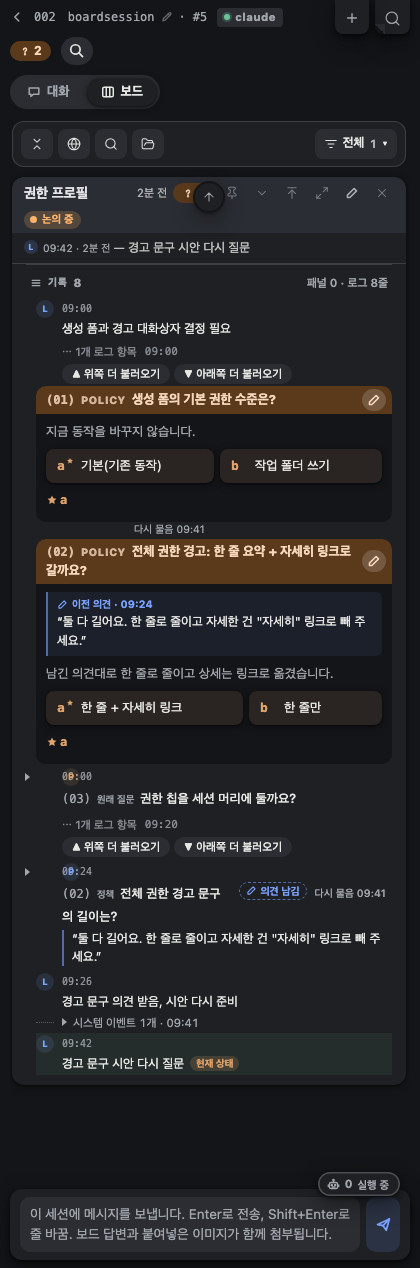 002 boardsession · #5 claude
? 2
대화 보드
전체 1
권한 프로필 2분 전 ?
논의 중
L 09:42 · 2분 전 — 경고 문구 시안 다시 질문
기록 8 패널 0 · 로그 8줄
L 09:00
생성 폼과 경고 대화상자 결정 필요
··· 1개 로그 항목 09:00
▲ 위쪽 더 불러오기 ▼ 아래쪽 더 불러오기
(01) POLICY 생성 폼의 기본 권한 수준은?
지금 동작을 바꾸지 않습니다.
a★ 기본(기존 동작) b 작업 폴더 쓰기
★ a
다시 물음 09:41
(02) POLICY 전체 권한 경고: 한 줄 요약 + 자세히 링크로
갈까요?
이전 의견 · 09:24
“둘 다 길어요. 한 줄로 줄이고 자세한 건 "자세히" 링크로 빼 주
세요.”
남긴 의견대로 한 줄로 줄이고 상세는 링크로 옮겼습니다.
a★ 한 줄 + 자세히 링크 b 한 줄만
★ a
(03) 원래 질문 권한 칩을 세션 머리에 둘까요?
··· 1개 로그 항목 09:20
▲ 위쪽 더 불러오기 ▼ 아래쪽 더 불러오기
(02) 정책 전체 권한 경고 문구 의견 남김 다시 물음 09:41
의 길이는?
“둘 다 길어요. 한 줄로 줄이고 자세한 건 "자세히" 링크로 빼 주
세요.”
L 09:26
경고 문구 의견 받음, 시안 다시 준비
시스템 이벤트 1개 · 09:41
L 09:42
경고 문구 시안 다시 질문 현재 상태
0 실행 중
이 세션에 메시지를 보냅니다. Enter로 전송, Shift+Enter로
줄 바꿈. 보드 답변과 붙여넣은 이미지가 함께 첨부됩니다.